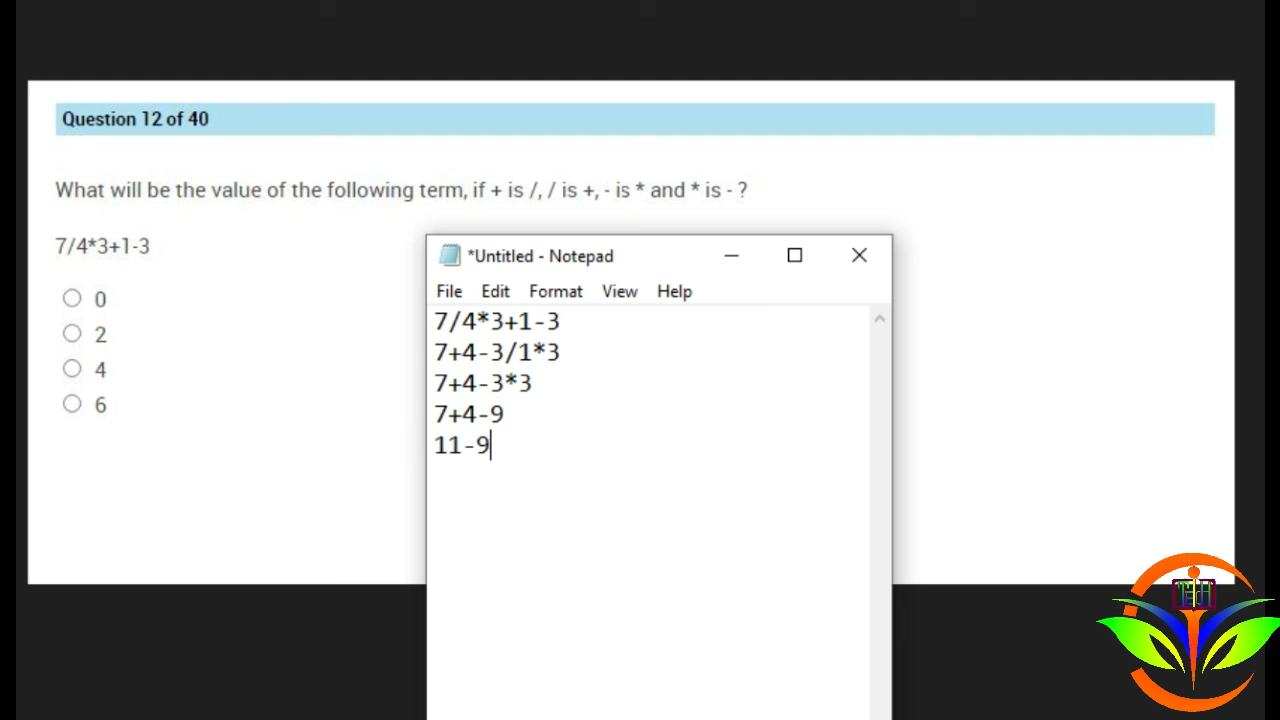 Question 12 of 40
What will be the value of the following term, if + is /, / is +, - is * and * is - ?
7/4*3+1-3
0
2
4
6
*Untitled - Notepad
File Edit Format View Help
7/4*3+1-3
7+4-3/1*3
7+4-3*3
7+4-9
11-9